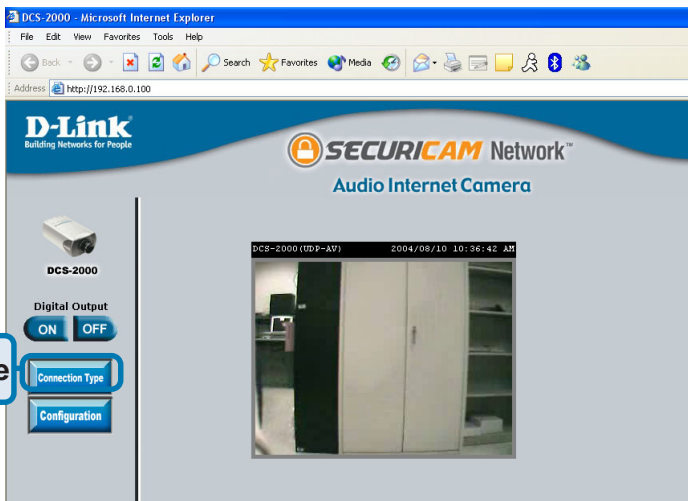 DCS-2000 - Microsoft Internet Explorer
File Edit View Favorites Tools Help
Back Search Favorites Media
Address http://192.168.0.100
D-Link
Building Networks for People
SECURICAM Network™
Audio Internet Camera
DCS-2000
DCS-2000(UDP-AV) 2004/08/10 10:36:42 AM
Digital Output
ON OFF
e
Connection Type
Configuration